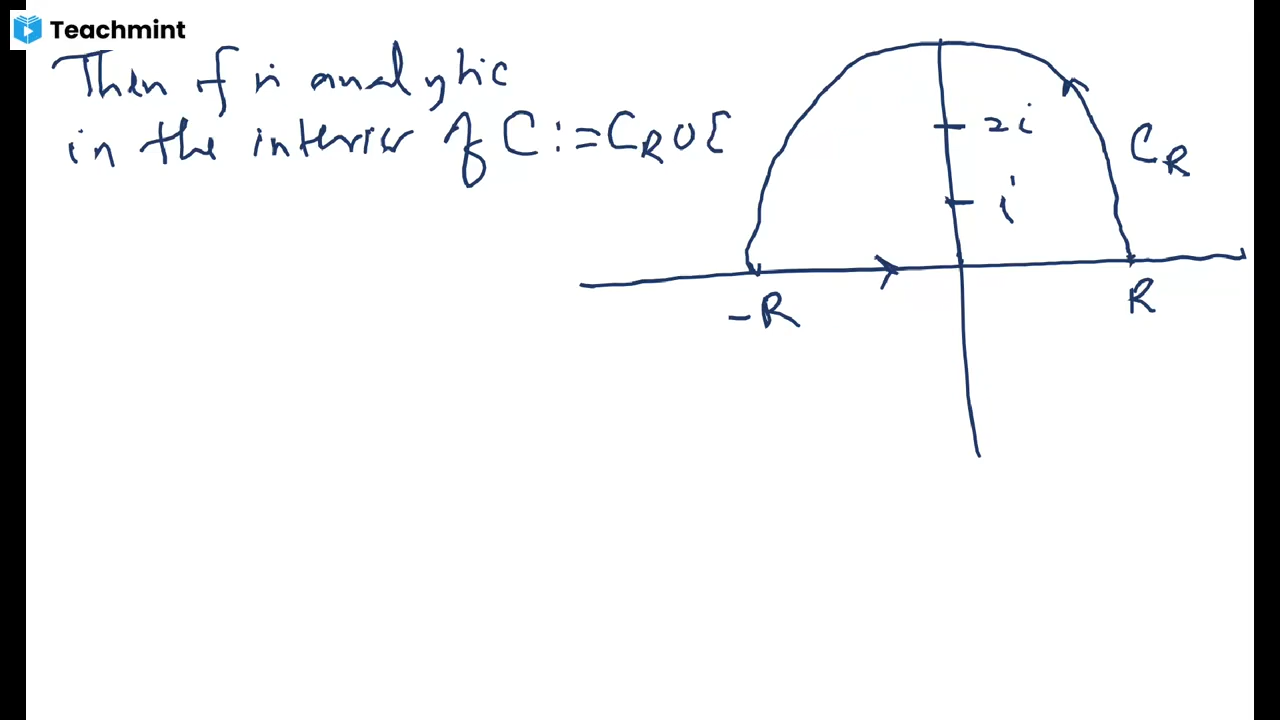 Teachmint
Then f is analytic
in the interior of C := C_R ∪ [
2i
C_R
i
-R
R